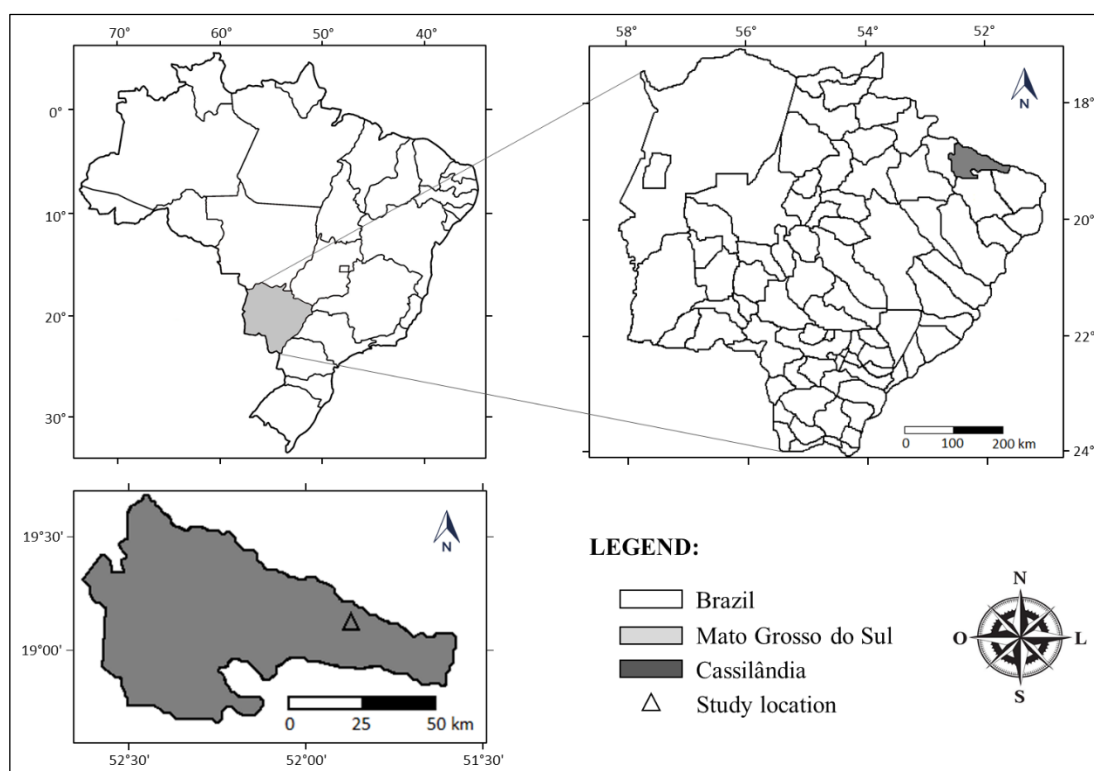 70° 60° 50° 40°
0°
10°
20°
30°
58° 56° 54° 52°
N
18°
20°
22°
24°
0 100 200 km
19°30'
19°00'
N
0 25 50 km
52°30' 52°00' 51°30'
LEGEND:
Brazil
Mato Grosso do Sul
Cassilândia
Study location
N
O L
S